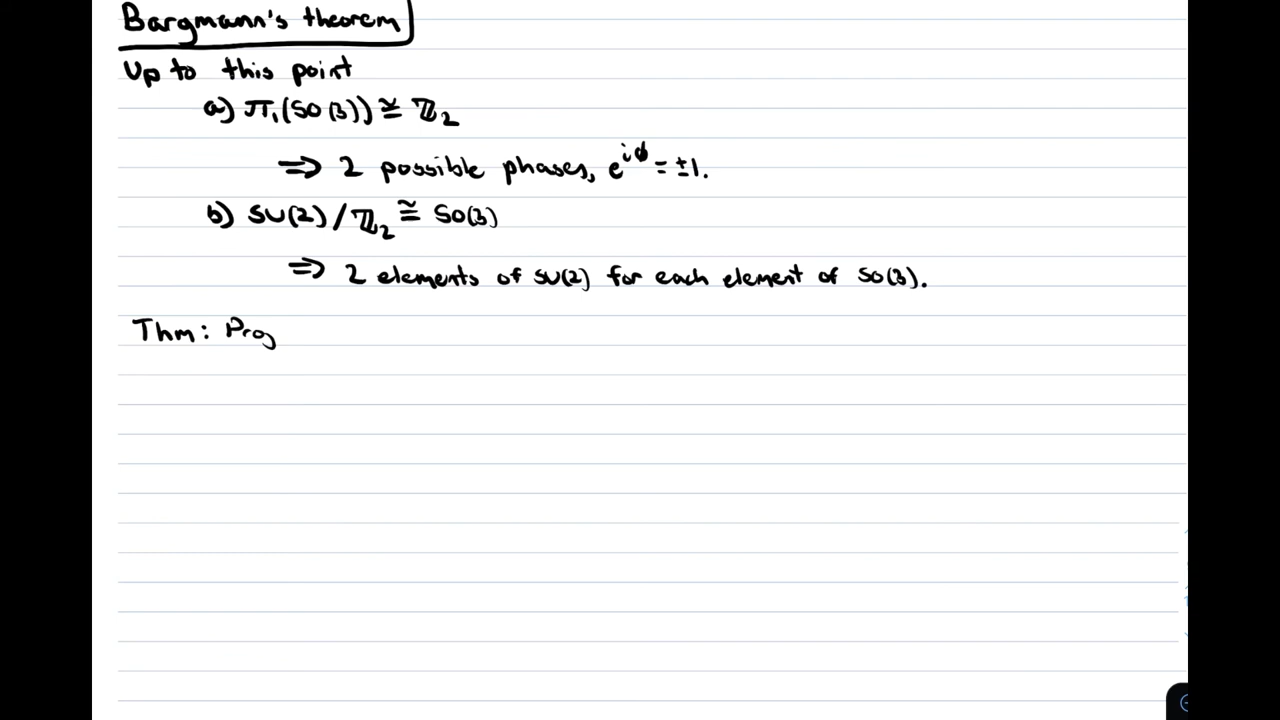 Bargmann's theorem
Up to this point
a) π₁(SO(3)) ≅ ℤ₂
⇒ 2 possible phases, e^{iϕ} = ±1.
b) SU(2)/ℤ₂ ≅ SO(3)
⇒ 2 elements of SU(2) for each element of SO(3).
Thm: Proj